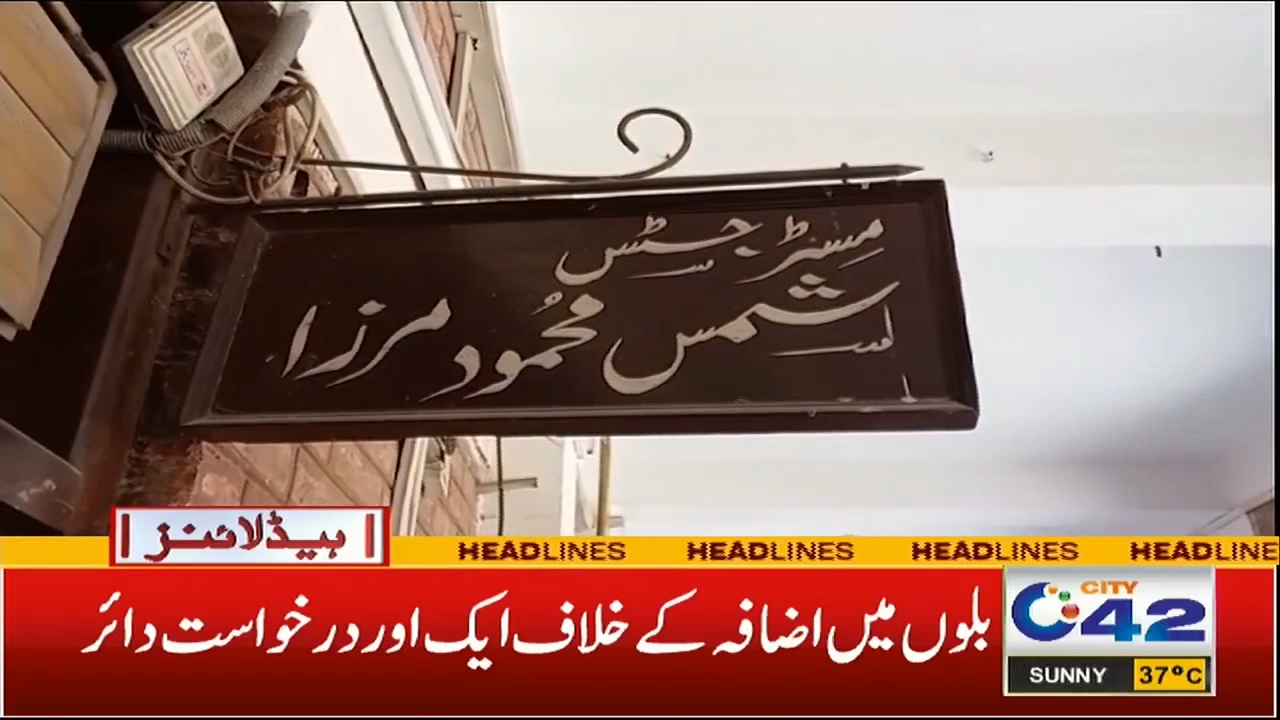 مسٹر جسٹس
شمس محمود مرزا
ہیڈلائنز
HEADLINES HEADLINES HEADLINES HEADLINE
بلوں میں اضافہ کے خلاف ایک اور درخواست دائر
CITY
42
SUNNY 37°C